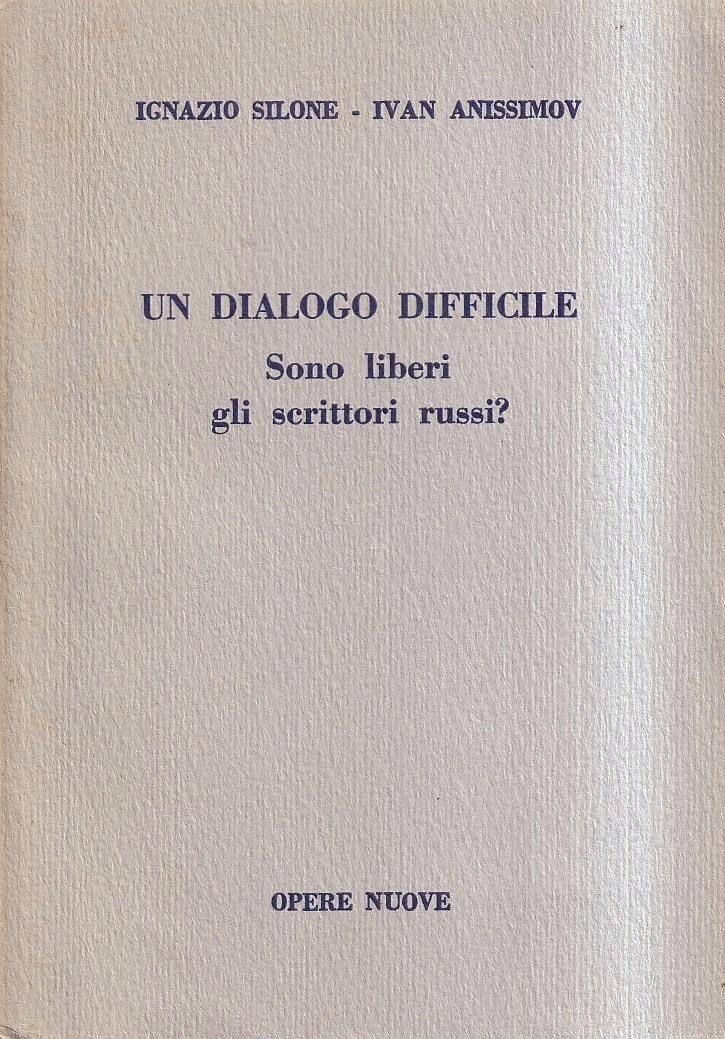 IGNAZIO SILONE - IVAN ANISSIMOV
UN DIALOGO DIFFICILE
Sono liberi
gli scrittori russi?
OPERE NUOVE